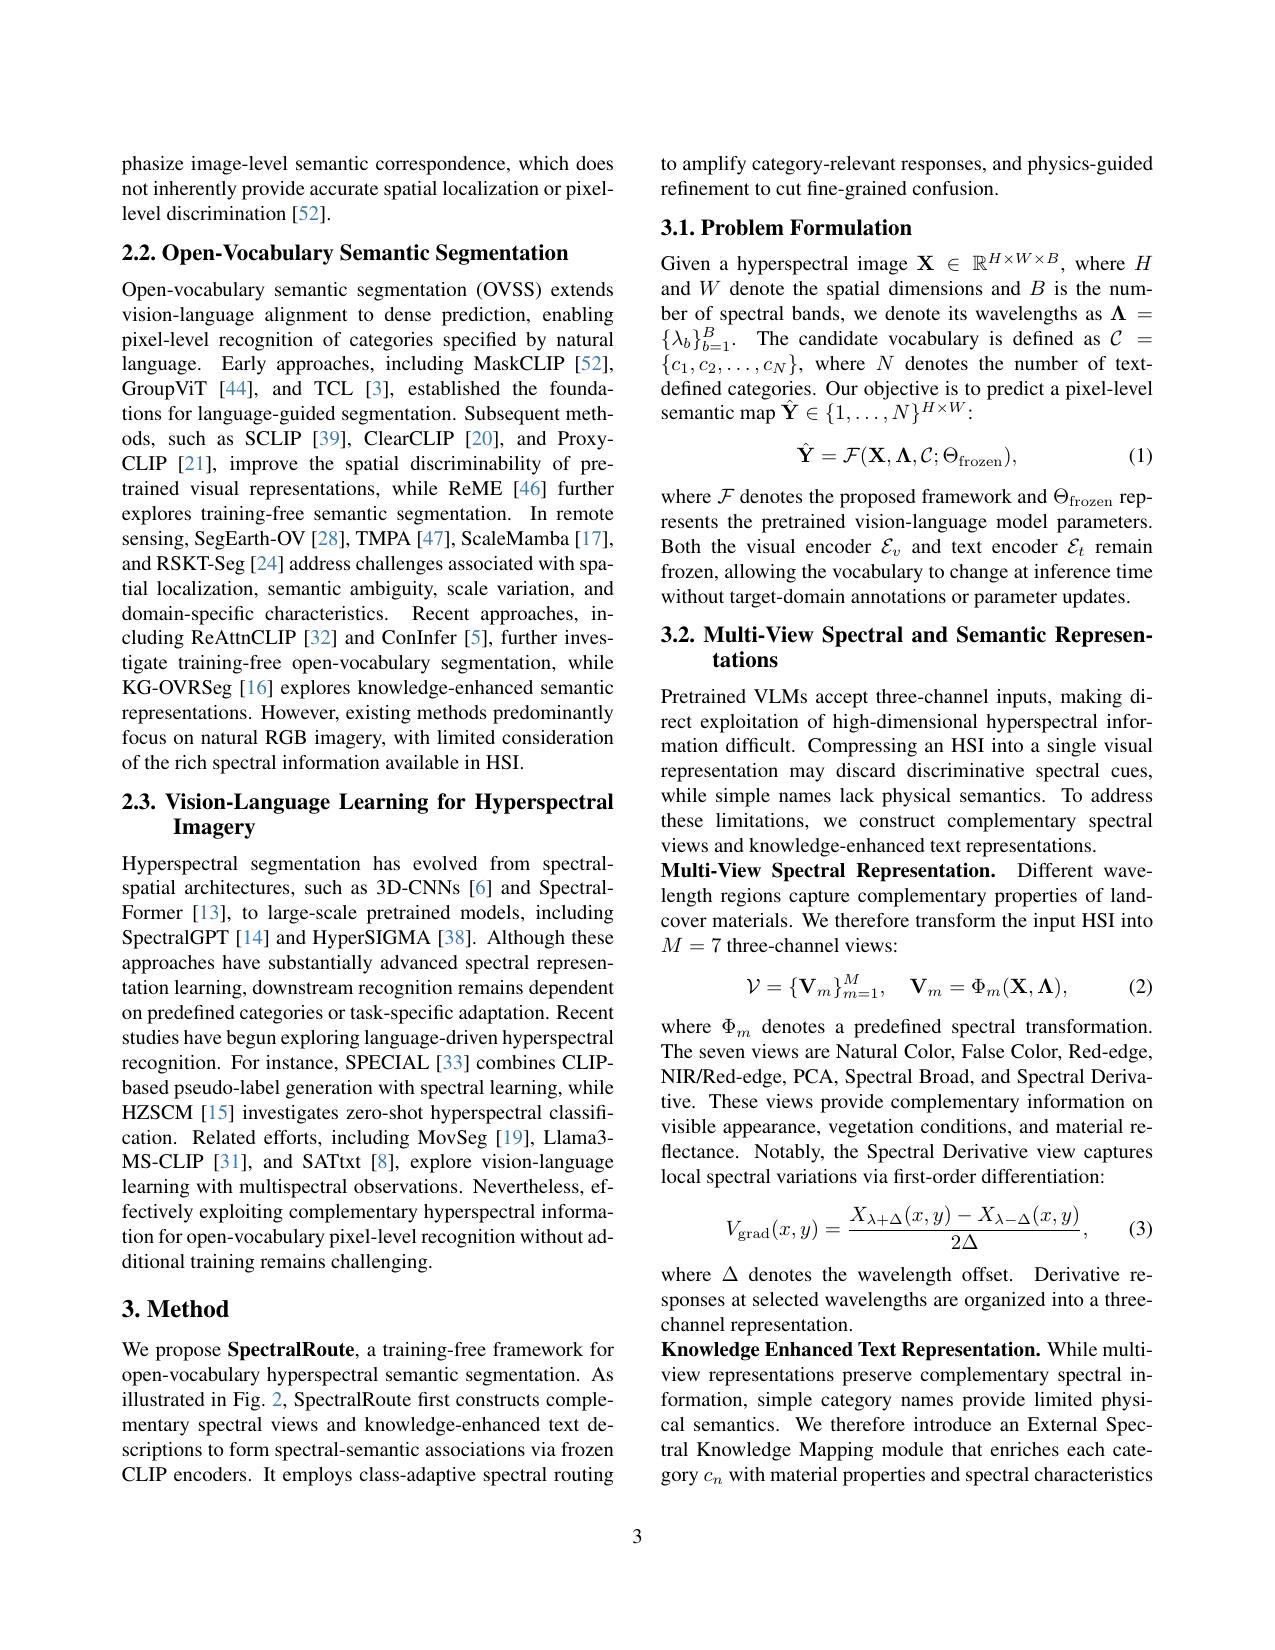 phasize image-level semantic correspondence, which does
not inherently provide accurate spatial localization or pixel-
level discrimination [52].
2.2. Open-Vocabulary Semantic Segmentation
Open-vocabulary semantic segmentation (OVSS) extends
vision-language alignment to dense prediction, enabling
pixel-level recognition of categories specified by natural
language. Early approaches, including MaskCLIP [52],
GroupViT [44], and TCL [3], established the founda-
tions for language-guided segmentation. Subsequent meth-
ods, such as SCLIP [39], ClearCLIP [20], and Proxy-
CLIP [21], improve the spatial discriminability of pre-
trained visual representations, while ReME [46] further
explores training-free semantic segmentation. In remote
sensing, SegEarth-OV [28], TMPA [47], ScaleMamba [17],
and RSKT-Seg [24] address challenges associated with spa-
tial localization, semantic ambiguity, scale variation, and
domain-specific characteristics. Recent approaches, in-
cluding ReAttnCLIP [32] and ConInfer [5], further inves-
tigate training-free open-vocabulary segmentation, while
KG-OVRSeg [16] explores knowledge-enhanced semantic
representations. However, existing methods predominantly
focus on natural RGB imagery, with limited consideration
of the rich spectral information available in HSI.
2.3. Vision-Language Learning for Hyperspectral
Imagery
Hyperspectral segmentation has evolved from spectral-
spatial architectures, such as 3D-CNNs [6] and Spectral-
Former [13], to large-scale pretrained models, including
SpectralGPT [14] and HyperSIGMA [38]. Although these
approaches have substantially advanced spectral represen-
tation learning, downstream recognition remains dependent
on predefined categories or task-specific adaptation. Recent
studies have begun exploring language-driven hyperspectral
recognition. For instance, SPECIAL [33] combines CLIP-
based pseudo-label generation with spectral learning, while
HZSCM [15] investigates zero-shot hyperspectral classifi-
cation. Related efforts, including MovSeg [19], Llama3-
MS-CLIP [31], and SATtxt [8], explore vision-language
learning with multispectral observations. Nevertheless, ef-
fectively exploiting complementary hyperspectral informa-
tion for open-vocabulary pixel-level recognition without ad-
ditional training remains challenging.
3. Method
We propose SpectralRoute, a training-free framework for
open-vocabulary hyperspectral semantic segmentation. As
illustrated in Fig. 2, SpectralRoute first constructs comple-
mentary spectral views and knowledge-enhanced text de-
scriptions to form spectral-semantic associations via frozen
CLIP encoders. It employs class-adaptive spectral routing
to amplify category-relevant responses, and physics-guided
refinement to cut fine-grained confusion.
3.1. Problem Formulation
Given a hyperspectral image X ∈ ℝ^{H×W×B}, where H
and W denote the spatial dimensions and B is the num-
ber of spectral bands, we denote its wavelengths as Λ =
{λ_b}_{b=1}^{B}. The candidate vocabulary is defined as 𝒞 =
{c_1, c_2, . . . , c_N}, where N denotes the number of text-
defined categories. Our objective is to predict a pixel-level
semantic map Ŷ ∈ {1, . . . , N}^{H×W}:
Ŷ = ℱ(X, Λ, 𝒞; Θ_frozen), (1)
where ℱ denotes the proposed framework and Θ_frozen rep-
resents the pretrained vision-language model parameters.
Both the visual encoder ℰ_v and text encoder ℰ_t remain
frozen, allowing the vocabulary to change at inference time
without target-domain annotations or parameter updates.
3.2. Multi-View Spectral and Semantic Represen-
tations
Pretrained VLMs accept three-channel inputs, making di-
rect exploitation of high-dimensional hyperspectral infor-
mation difficult. Compressing an HSI into a single visual
representation may discard discriminative spectral cues,
while simple names lack physical semantics. To address
these limitations, we construct complementary spectral
views and knowledge-enhanced text representations.
Multi-View Spectral Representation. Different wave-
length regions capture complementary properties of land-
cover materials. We therefore transform the input HSI into
M = 7 three-channel views:
𝒱 = {V_m}_{m=1}^{M}, V_m = Φ_m(X, Λ), (2)
where Φ_m denotes a predefined spectral transformation.
The seven views are Natural Color, False Color, Red-edge,
NIR/Red-edge, PCA, Spectral Broad, and Spectral Deriva-
tive. These views provide complementary information on
visible appearance, vegetation conditions, and material re-
flectance. Notably, the Spectral Derivative view captures
local spectral variations via first-order differentiation:
V_grad(x, y) = (X_{λ+Δ}(x, y) − X_{λ−Δ}(x, y)) / 2Δ, (3)
where Δ denotes the wavelength offset. Derivative re-
sponses at selected wavelengths are organized into a three-
channel representation.
Knowledge Enhanced Text Representation. While multi-
view representations preserve complementary spectral in-
formation, simple category names provide limited physi-
cal semantics. We therefore introduce an External Spec-
tral Knowledge Mapping module that enriches each cate-
gory c_n with material properties and spectral characteristics
3